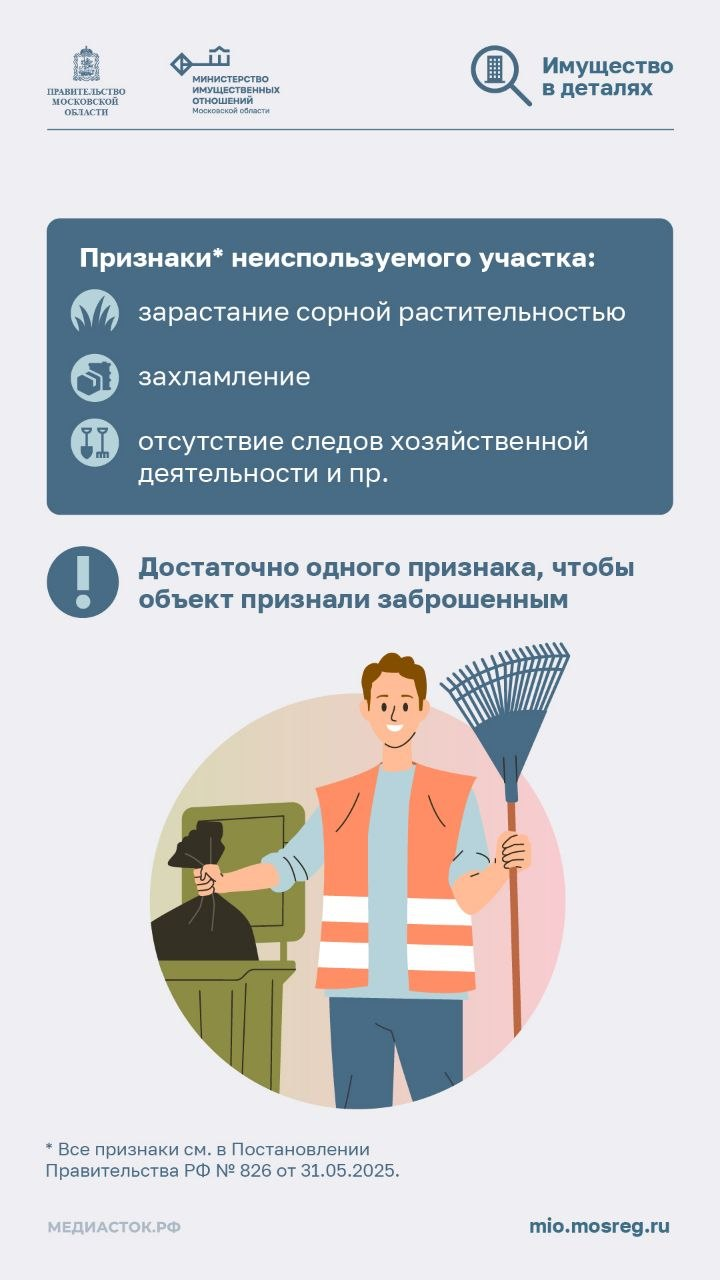 ПРАВИТЕЛЬСТВО
МОСКОВСКОЙ
ОБЛАСТИ
МИНИСТЕРСТВО
ИМУЩЕСТВЕННЫХ
ОТНОШЕНИЙ
Московской области
Имущество
в деталях
Признаки* неиспользуемого участка:
зарастание сорной растительностью
захламление
отсутствие следов хозяйственной
деятельности и пр.
Достаточно одного признака, чтобы
объект признали заброшенным
* Все признаки см. в Постановлении
Правительства РФ № 826 от 31.05.2025.
МЕДИАСТОК.РФ
mio.mosreg.ru